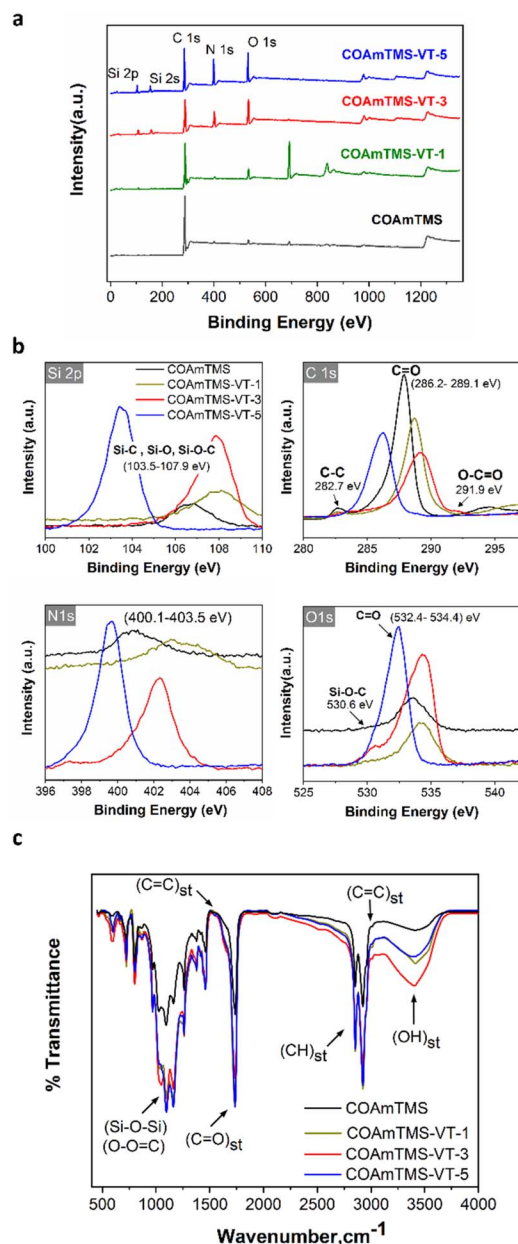 a
C 1s
N 1s
O 1s
Si 2p
Si 2s
COAmTMS-VT-5
COAmTMS-VT-3
COAmTMS-VT-1
COAmTMS
Intensity(a.u.)
0 200 400 600 800 1000 1200
Binding Energy (eV)
b
Si 2p
COAmTMS
COAmTMS-VT-1
COAmTMS-VT-3
COAmTMS-VT-5
Si-C , Si-O, Si-O-C
(103.5-107.9 eV)
Intensity (a.u.)
100 102 104 106 108 110
Binding Energy (eV)
C 1s
C=O
(286.2- 289.1 eV)
C-C
282.7 eV
O-C=O
291.9 eV
Intensity (a.u.)
280 285 290 295
Binding Energy (eV)
N1s
(400.1-403.5 eV)
Intensity(a.u.)
396 398 400 402 404 406 408
Binding Energy (eV)
O1s
C=O
(532.4- 534.4) eV
Si-O-C
530.6 eV
Intensity(a.u.)
525 530 535 540
Binding Energy (eV)
c
(C=C)st
(C=C)st
(CH)st
(OH)st
(Si-O-Si)
(O-O=C)
(C=O)st
COAmTMS
COAmTMS-VT-1
COAmTMS-VT-3
COAmTMS-VT-5
% Transmittance
500 1000 1500 2000 2500 3000 3500 4000
Wavenumber,cm-1